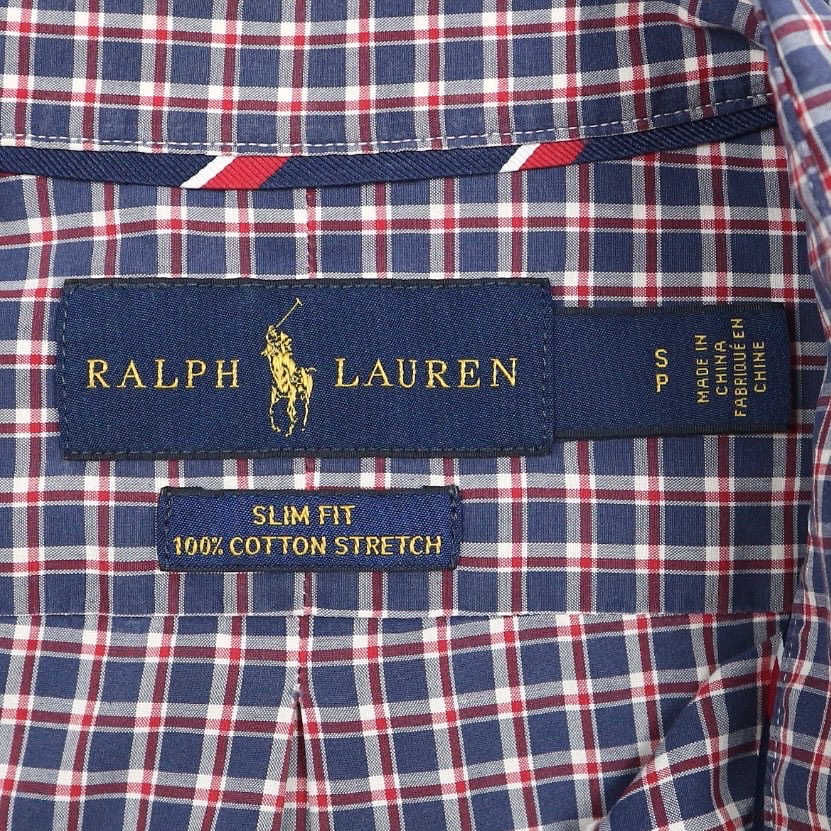 RALPH LAUREN
S
P
MADE IN
CHINA
FABRIQUÉ EN
CHINE
SLIM FIT
100% COTTON STRETCH